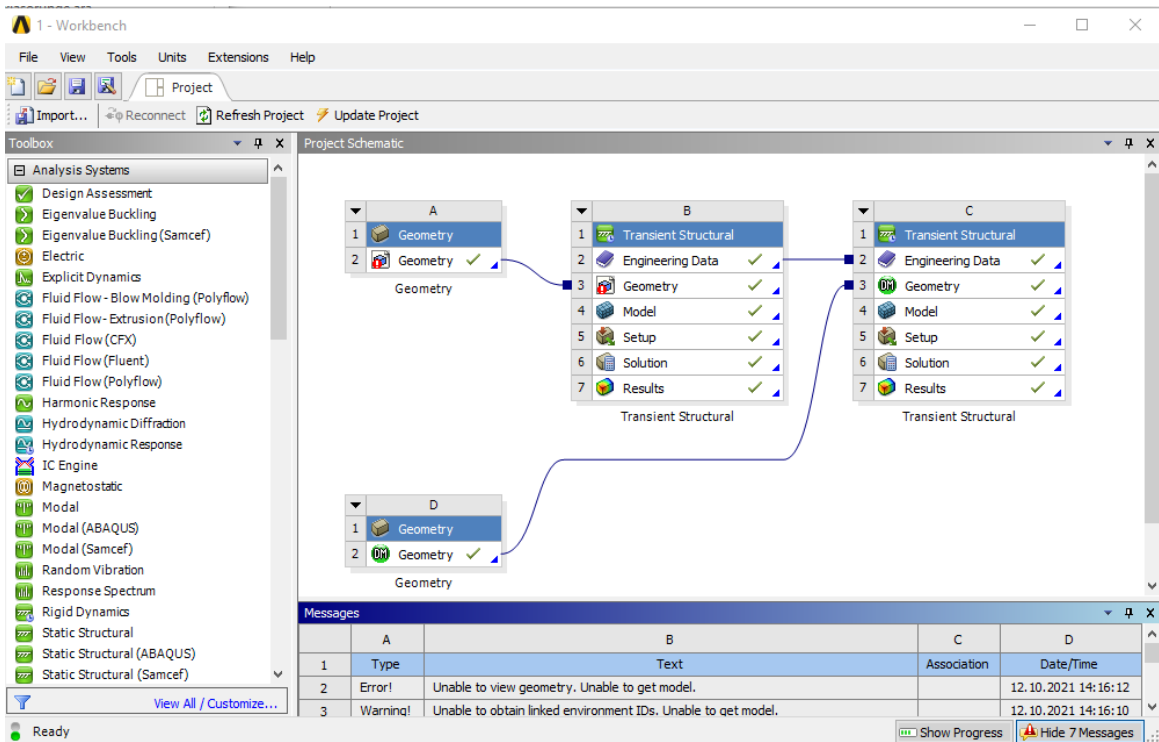 1 - Workbench
File View Tools Units Extensions Help
Project
Import... Reconnect Refresh Project Update Project
Toolbox
Analysis Systems
Design Assessment
Eigenvalue Buckling
Eigenvalue Buckling (Samcef)
Electric
Explicit Dynamics
Fluid Flow - Blow Molding (Polyflow)
Fluid Flow - Extrusion (Polyflow)
Fluid Flow (CFX)
Fluid Flow (Fluent)
Fluid Flow (Polyflow)
Harmonic Response
Hydrodynamic Diffraction
Hydrodynamic Response
IC Engine
Magnetostatic
Modal
Modal (ABAQUS)
Modal (Samcef)
Random Vibration
Response Spectrum
Rigid Dynamics
Static Structural
Static Structural (ABAQUS)
Static Structural (Samcef)
View All / Customize...
Project Schematic
A
1 Geometry
2 Geometry
Geometry
B
1 Transient Structural
2 Engineering Data
3 Geometry
4 Model
5 Setup
6 Solution
7 Results
Transient Structural
C
1 Transient Structural
2 Engineering Data
3 DM Geometry
4 Model
5 Setup
6 Solution
7 Results
Transient Structural
D
1 Geometry
2 DM Geometry
Geometry
Messages
A B C D
1 Type Text Association Date/Time
2 Error! Unable to view geometry. Unable to get model. 12.10.2021 14:16:12
3 Warning! Unable to obtain linked environment IDs. Unable to get model. 12.10.2021 14:16:10
Ready Show Progress Hide 7 Messages